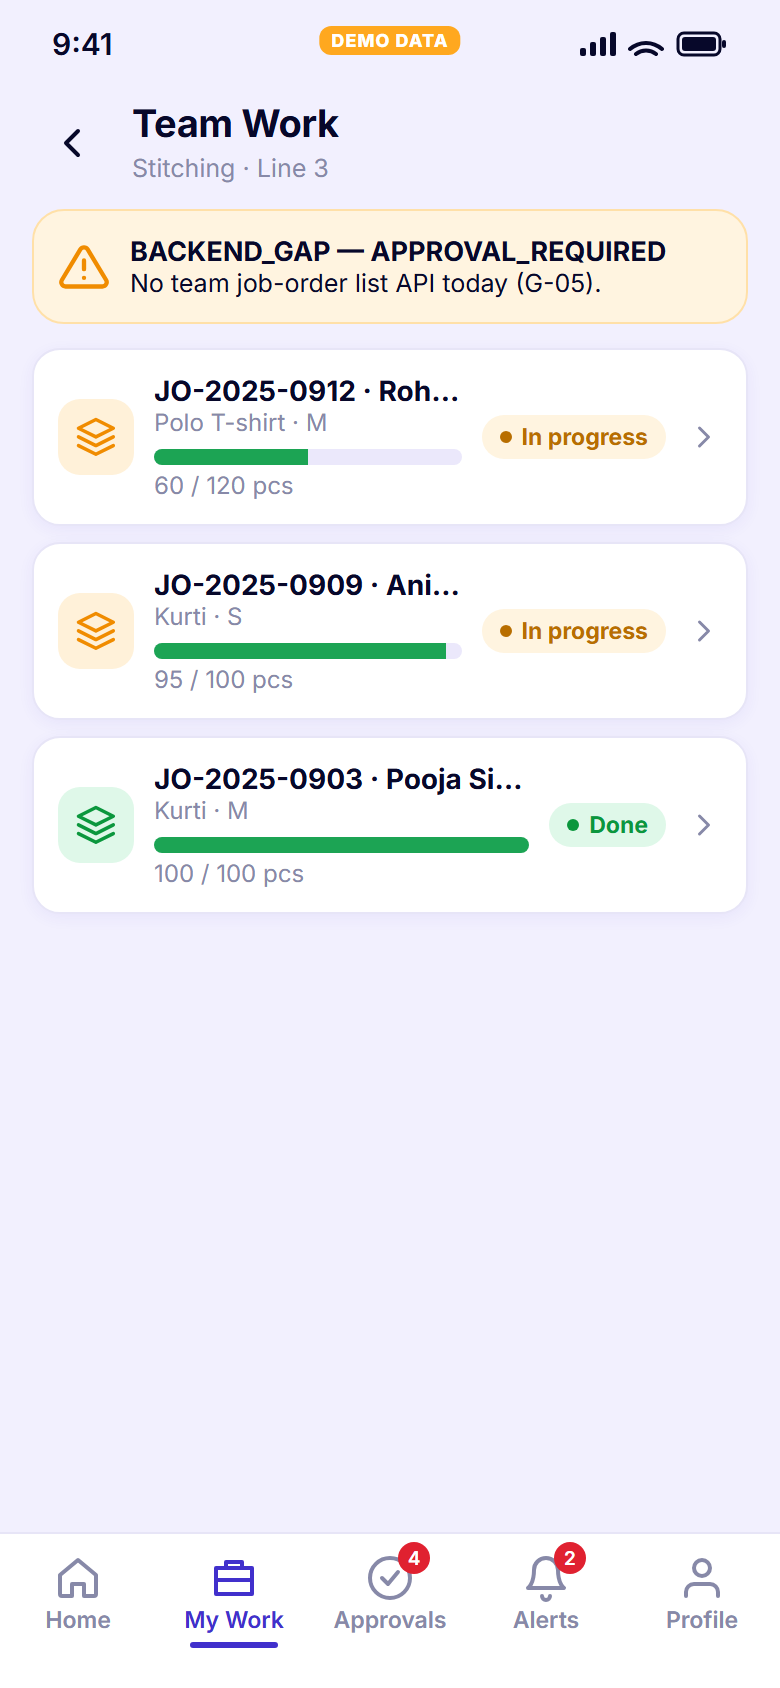 9:41
DEMO DATA
Team Work
Stitching · Line 3
BACKEND_GAP — APPROVAL_REQUIRED
No team job-order list API today (G-05).
JO-2025-0912 · Roh...
Polo T-shirt · M
60 / 120 pcs
In progress
JO-2025-0909 · Ani...
Kurti · S
95 / 100 pcs
In progress
JO-2025-0903 · Pooja Si...
Kurti · M
100 / 100 pcs
Done
Home
My Work
4
Approvals
2
Alerts
Profile